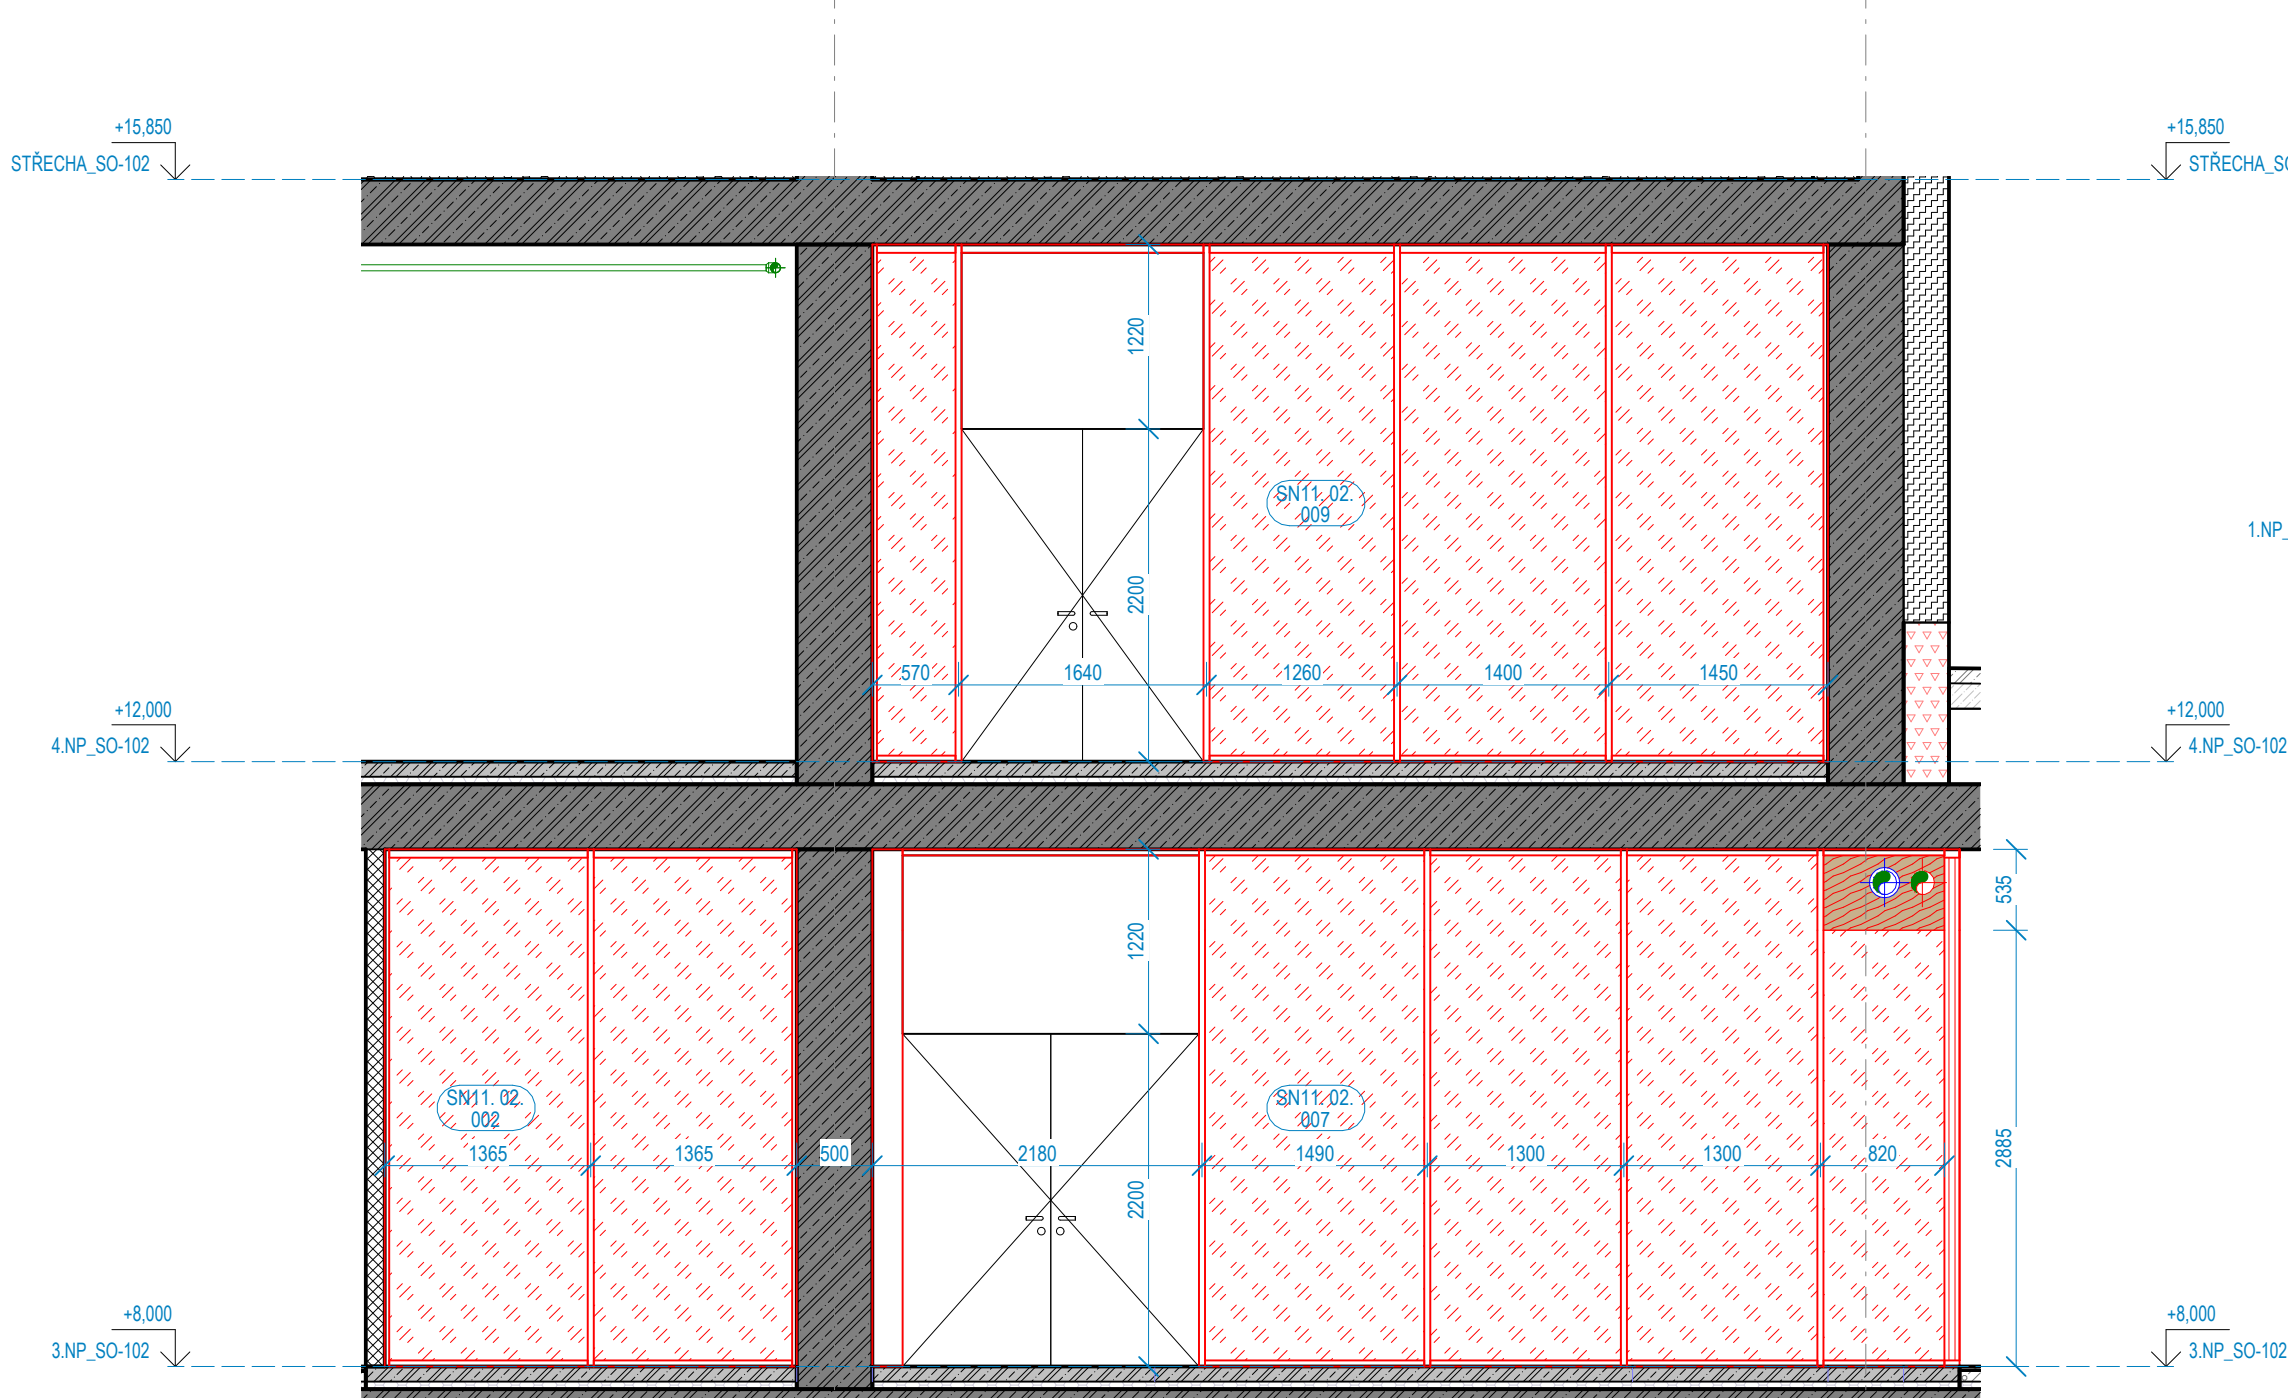 +15,850
+15,850
STŘECHA_SO-102
STŘECHA_SO
1220
SN11. 02.
009
1.NP_
2200
570
1640
1260
1400
1450
+12,000
+12,000
4.NP_SO-102
4.NP_SO-102
535
1220
SN11. 02.
002
SN11. 02.
007
1365
1365
500
2180
1490
1300
1300
820
2885
2200
+8,000
+8,000
3.NP_SO-102
3.NP_SO-102